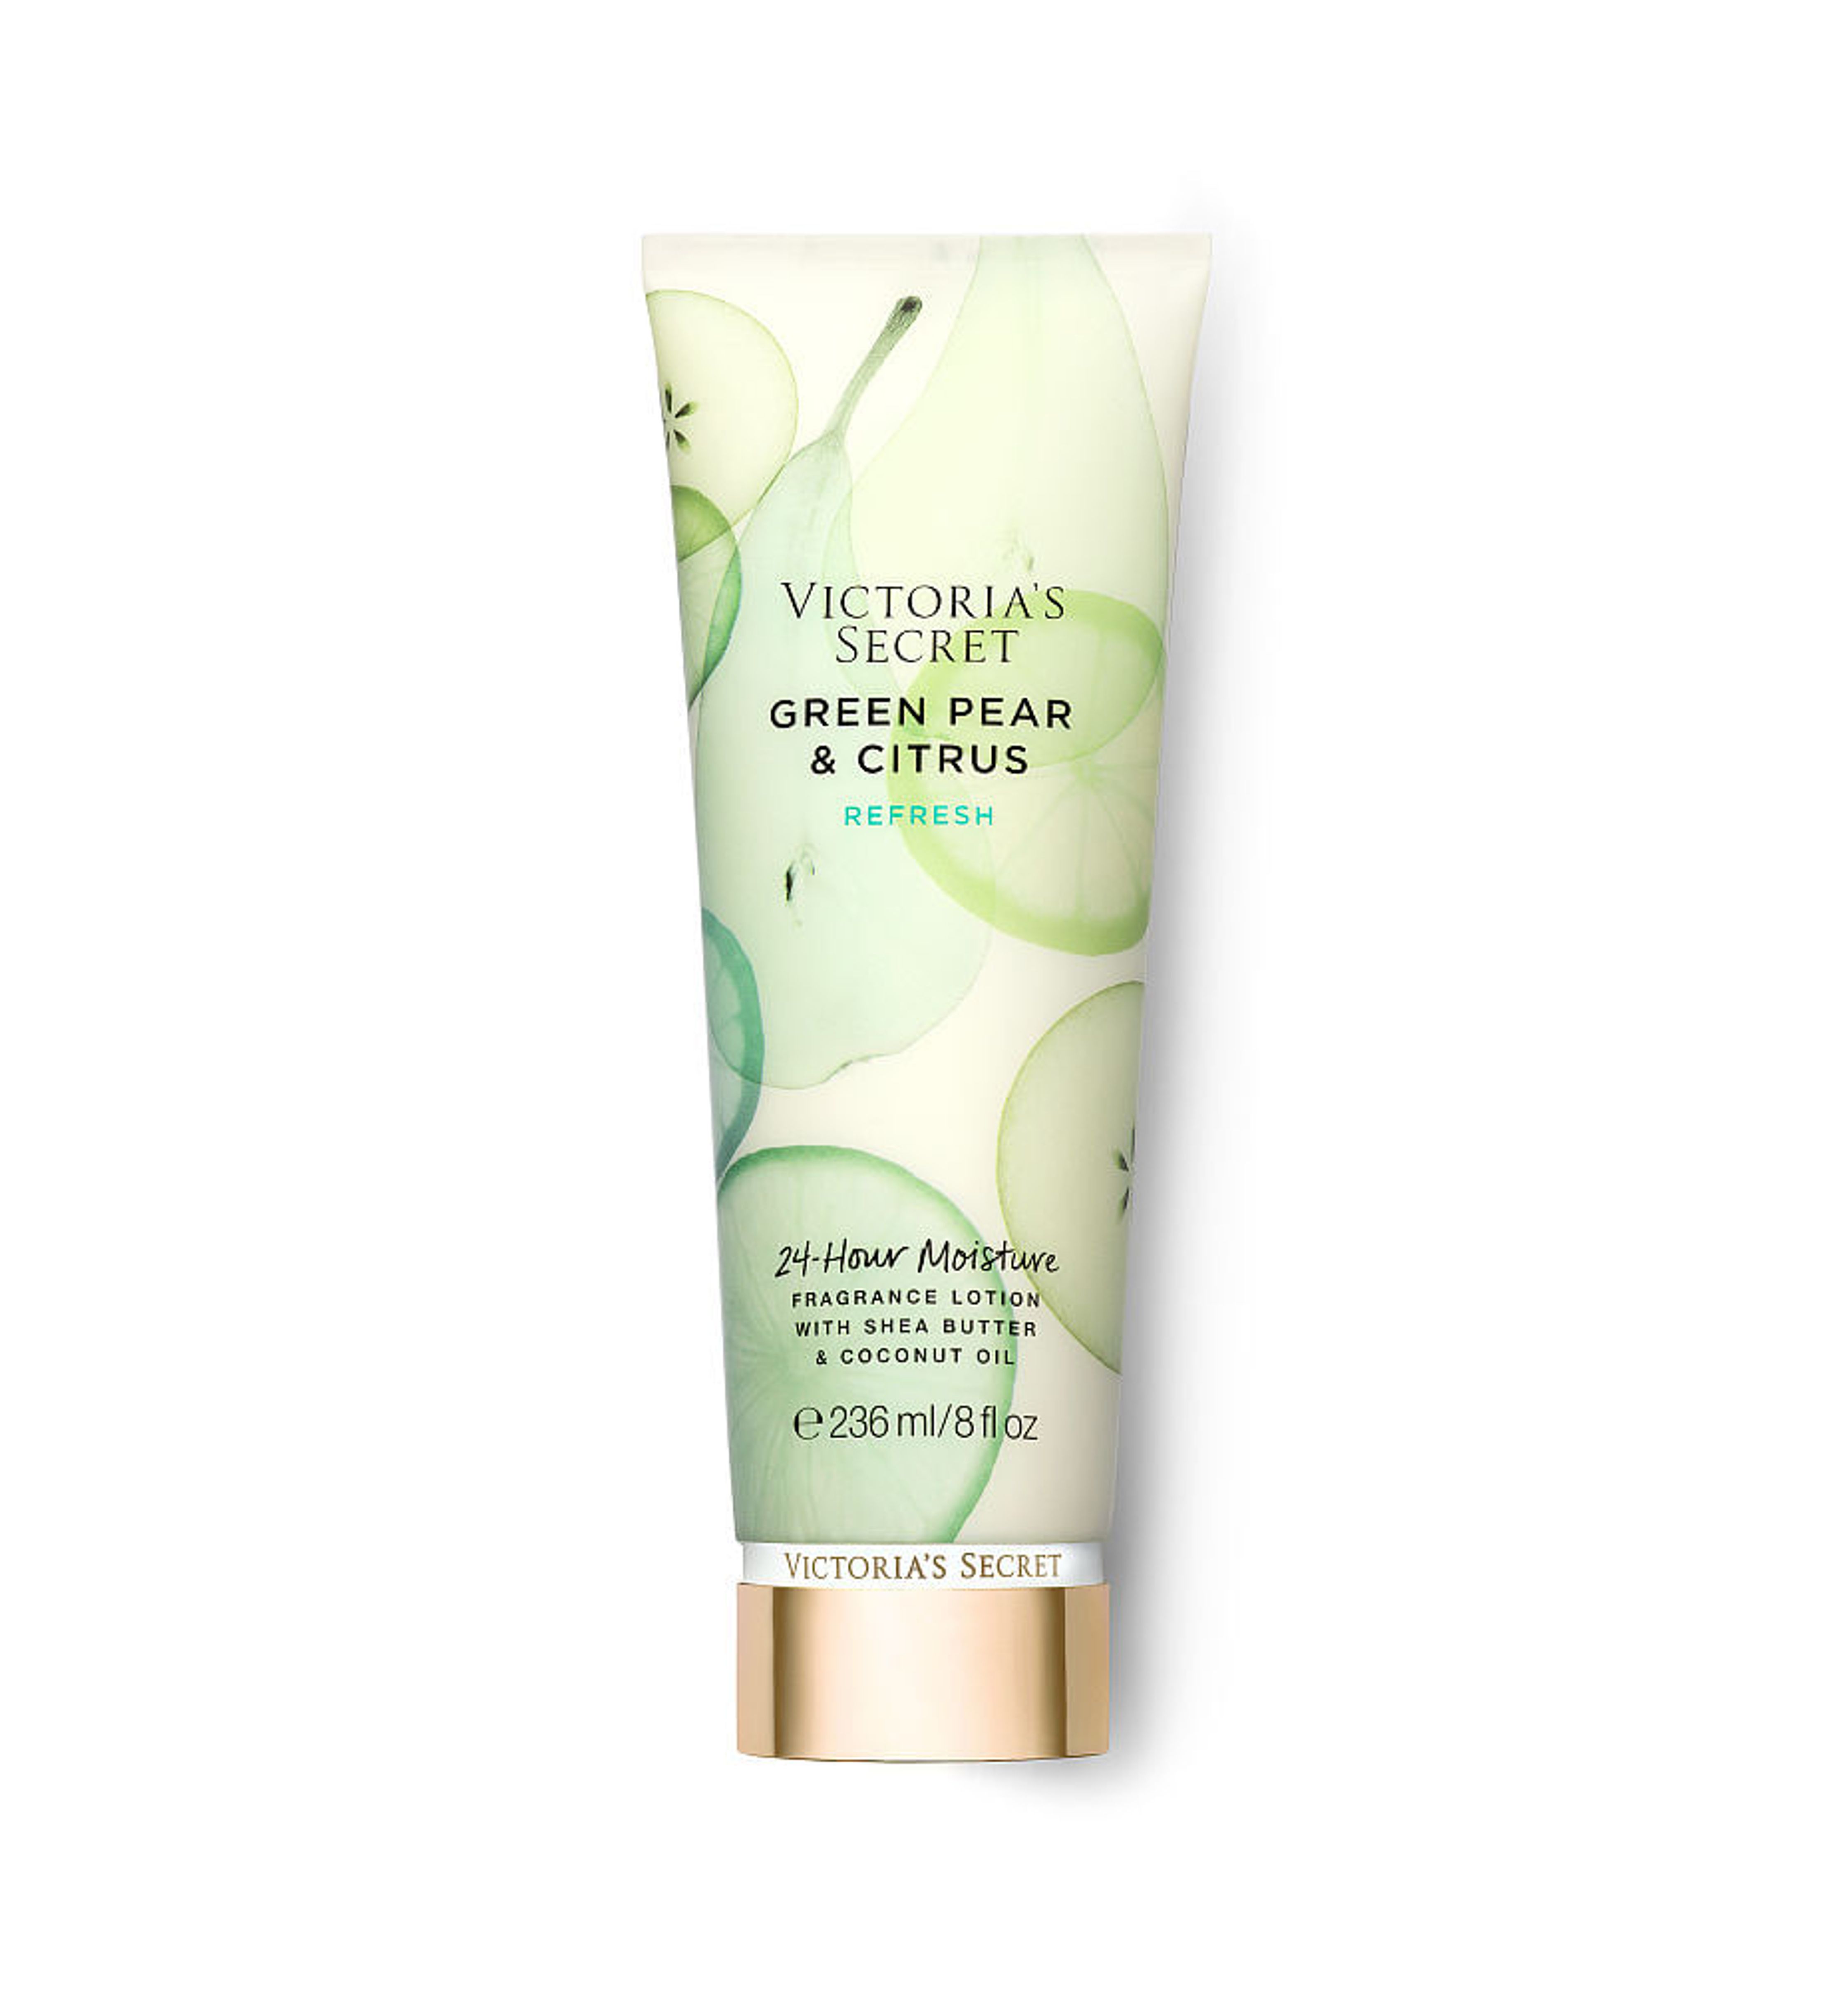 VICTORIA'S
SECRET
GREEN PEAR
& CITRUS
REFRESH
24-Hour Moisture
FRAGRANCE LOTION
WITH SHEA BUTTER
& COCONUT OIL
℮ 236 ml/8 fl oz
VICTORIA'S SECRET